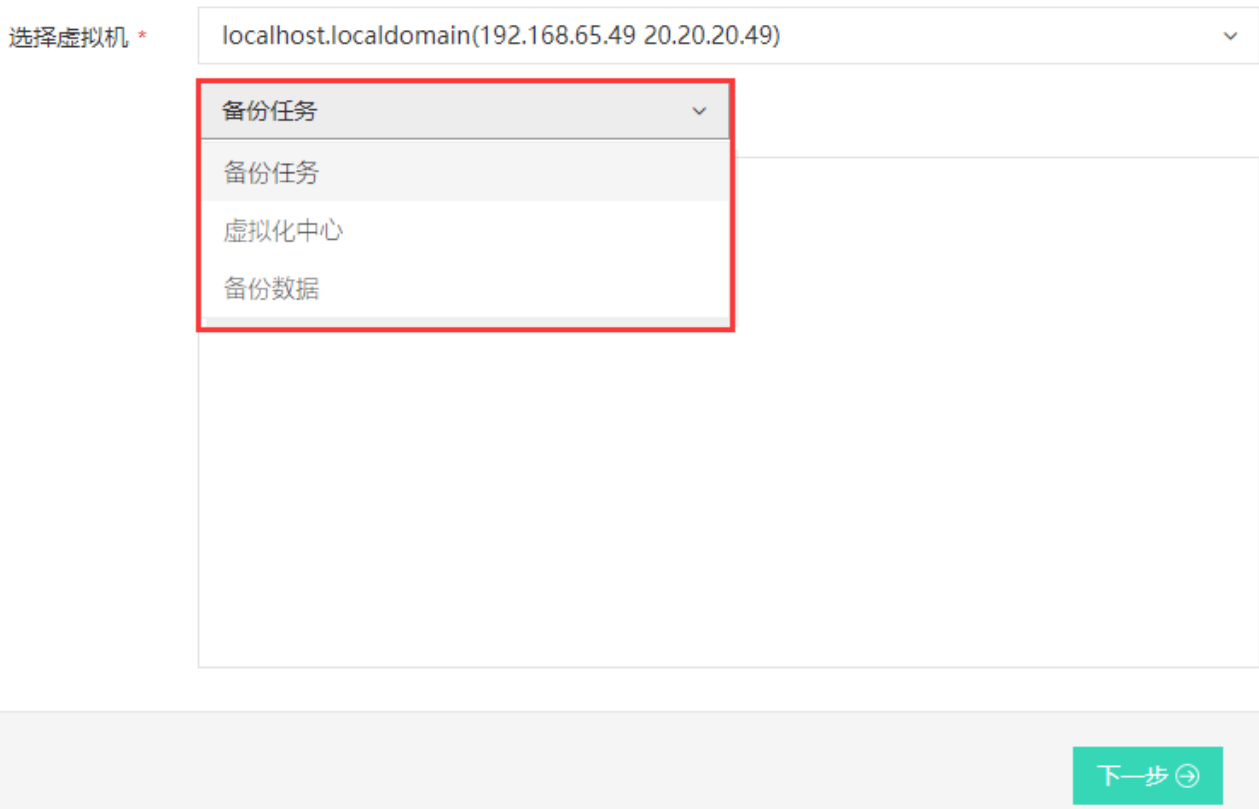 选择虚拟机 *
localhost.localdomain(192.168.65.49 20.20.20.49)
备份任务
备份任务
虚拟化中心
备份数据
下一步